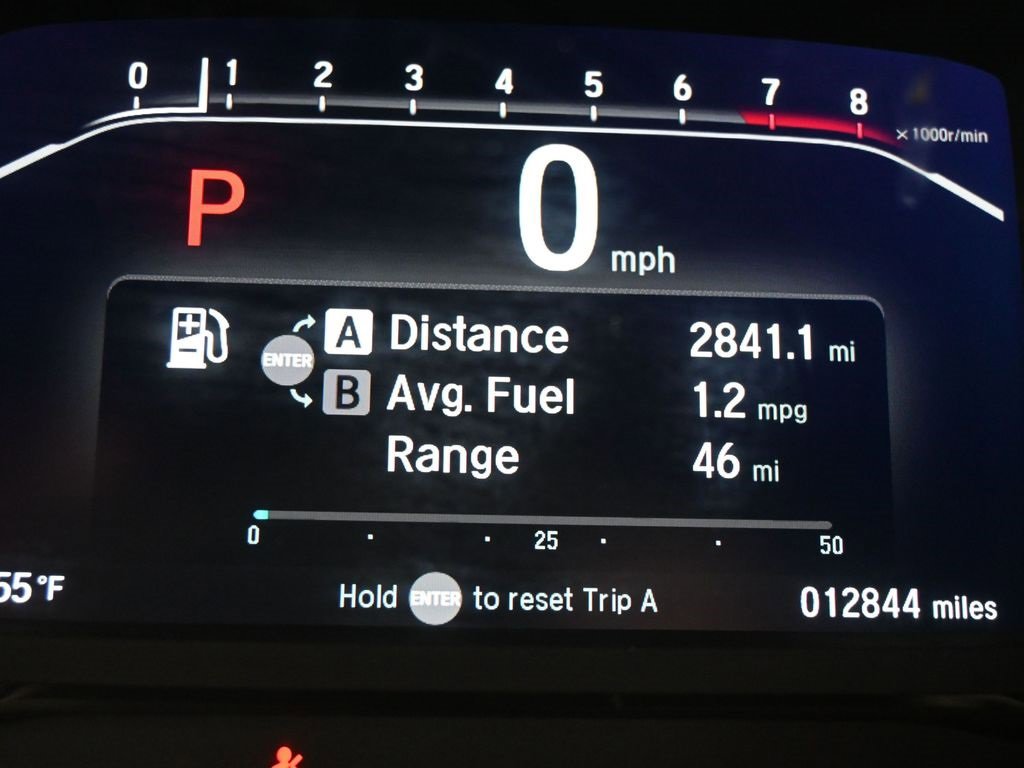 0 1 2 3 4 5 6 7 8
x 1000r/min
P 0 mph
A Distance 2841.1 mi
ENTER
B Avg. Fuel 1.2 mpg
Range 46 mi
0 25 50
55°F Hold ENTER to reset Trip A 012844 miles